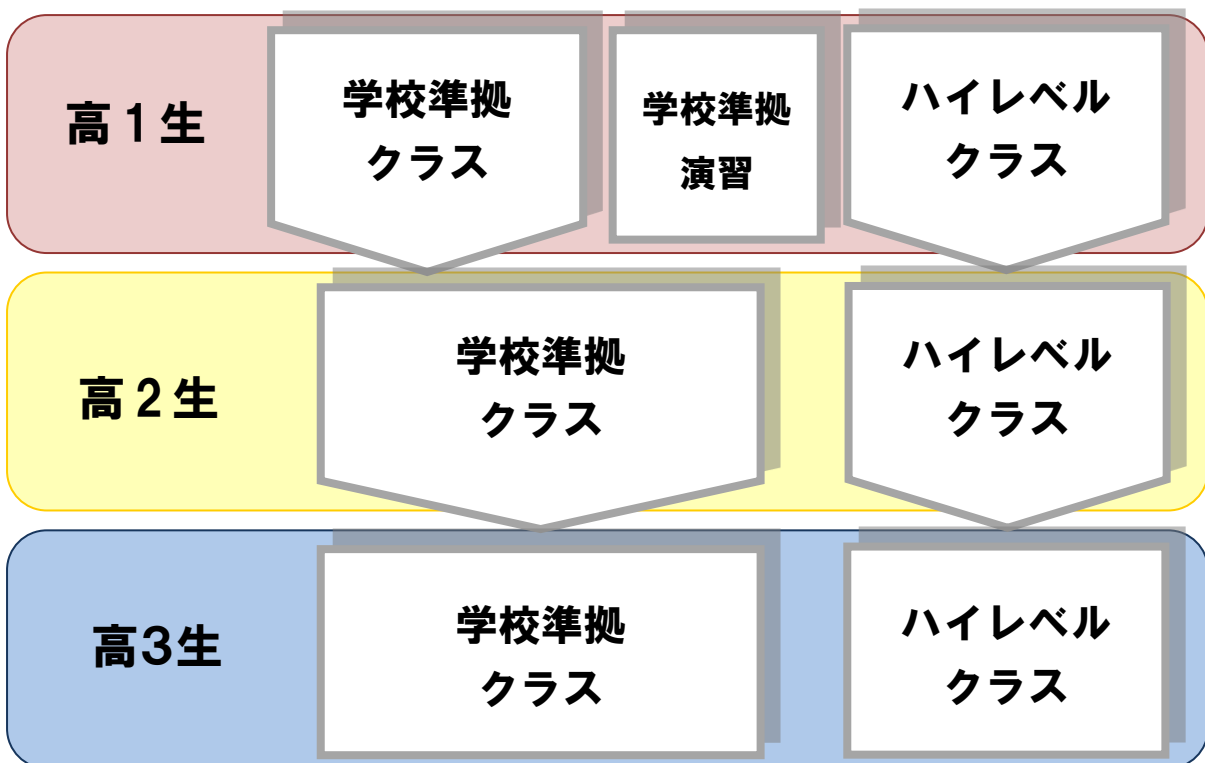 高１生
学校準拠
クラス
学校準拠
演習
ハイレベル
クラス
高２生
学校準拠
クラス
ハイレベル
クラス
高３生
学校準拠
クラス
ハイレベル
クラス